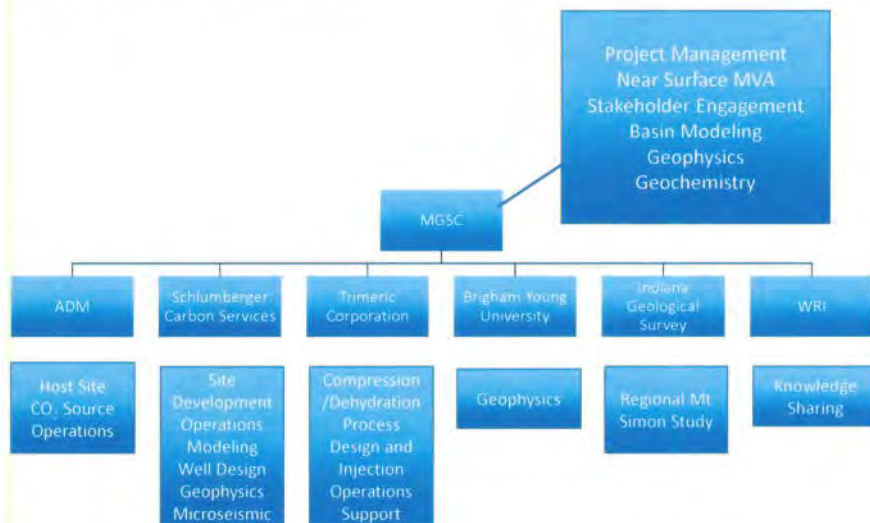 Project Management
Near Surface MVA
Stakeholder Engagement
Basin Modeling
Geophysics
Geochemistry
MGSC
ADM
Schlumberger
Carbon Services
Trimeric
Corporation
Brigham Young
University
Indiana
Geological
Survey
WRI
Host Site
CO₂ Source
Operations
Site
Development
Operations
Modeling
Well Design
Geophysics
Microseismic
Compression
/Dehydration
Process
Design and
Injection
Operations
Support
Geophysics
Regional Mt
Simon Study
Knowledge
Sharing